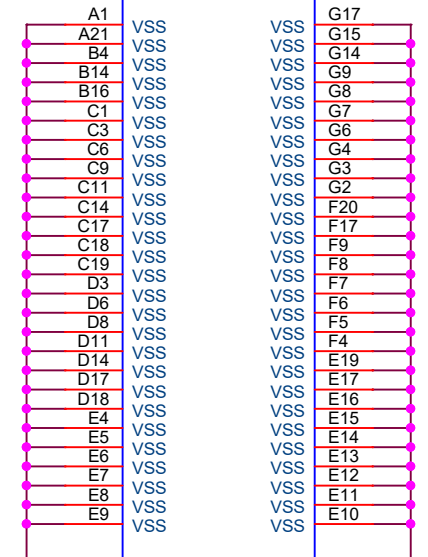 A1 VSS VSS G17
A21 VSS VSS G15
B4 VSS VSS G14
B14 VSS VSS G9
B16 VSS VSS G8
C1 VSS VSS G7
C3 VSS VSS G6
C6 VSS VSS G4
C9 VSS VSS G3
C11 VSS VSS G2
C14 VSS VSS F20
C17 VSS VSS F17
C18 VSS VSS F9
C19 VSS VSS F8
D3 VSS VSS F7
D6 VSS VSS F6
D8 VSS VSS F5
D11 VSS VSS F4
D14 VSS VSS E19
D17 VSS VSS E17
D18 VSS VSS E16
E4 VSS VSS E15
E5 VSS VSS E14
E6 VSS VSS E13
E7 VSS VSS E12
E8 VSS VSS E11
E9 VSS VSS E10